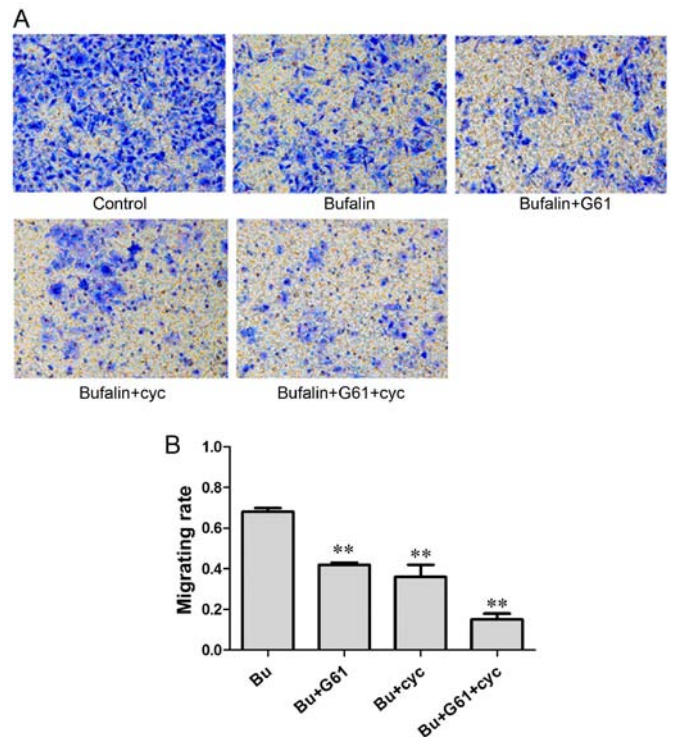 A
Control
Bufalin
Bufalin+G61
Bufalin+cyc
Bufalin+G61+cyc
B
Migrating rate
1.0
0.8
0.6
0.4
0.2
0.0
**
**
**
Bu
Bu+G61
Bu+cyc
Bu+G61+cyc